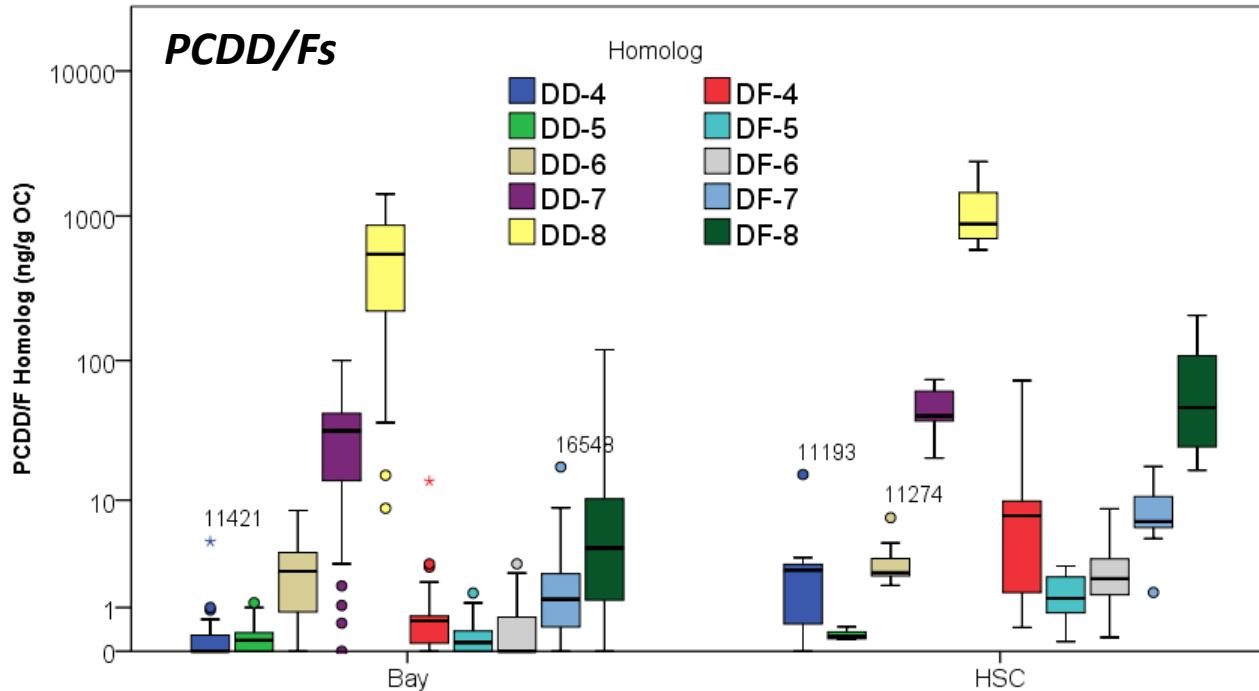 PCDD/Fs
Homolog
DD-4 DF-4
DD-5 DF-5
DD-6 DF-6
DD-7 DF-7
DD-8 DF-8
PCDD/F Homolog (ng/g OC)
10000
1000
100
10
1
0
11421
16548
11193
11274
Bay HSC